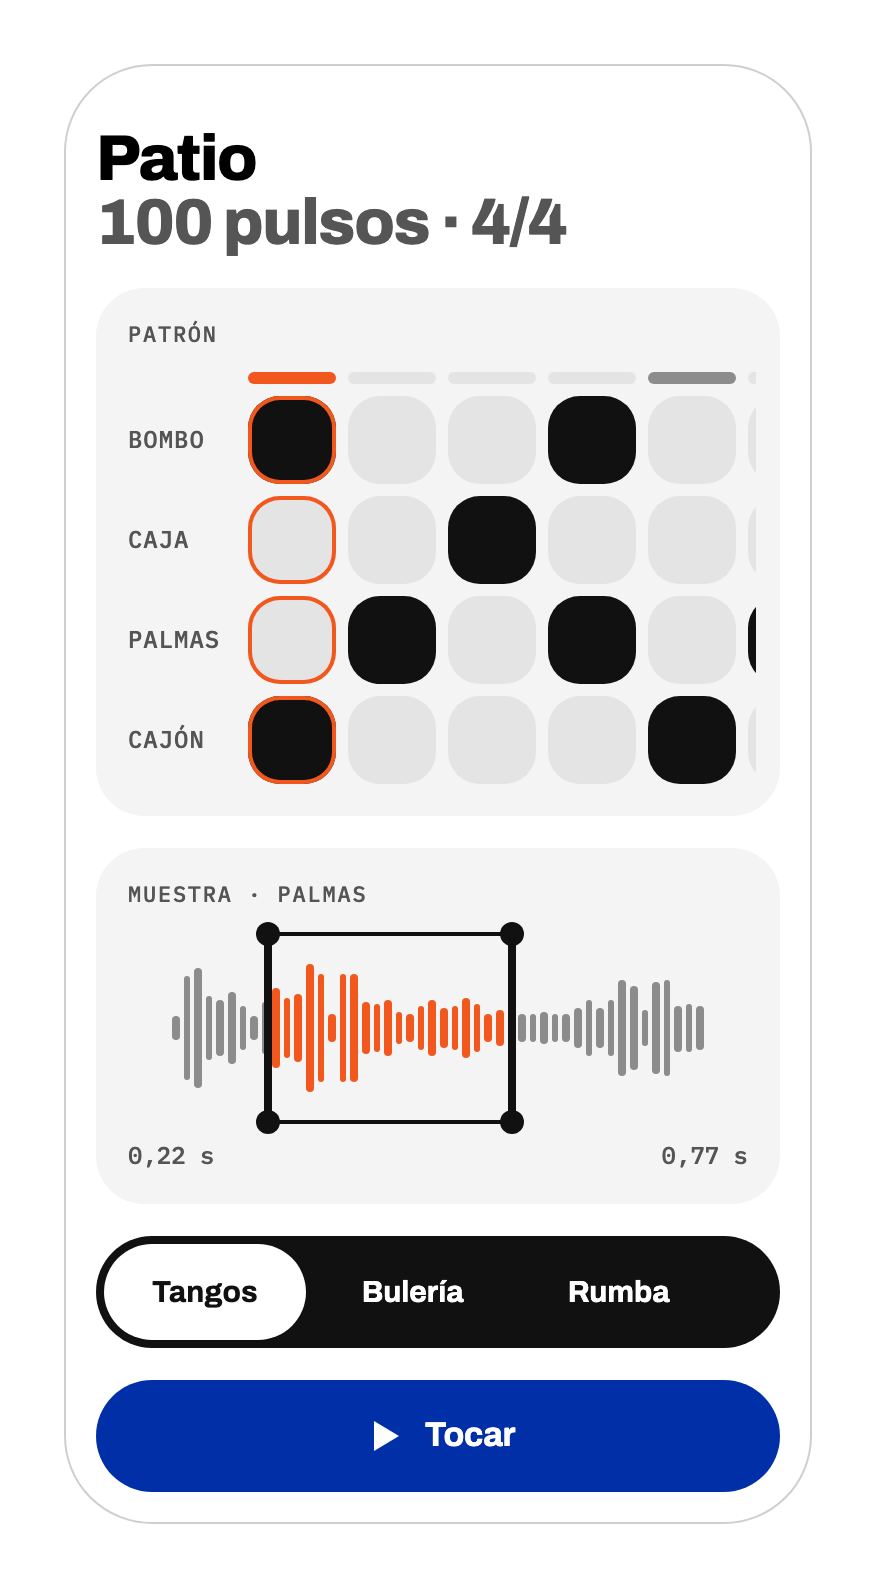 Patio
100 pulsos · 4/4
PATRÓN
BOMBO
CAJA
PALMAS
CAJÓN
MUESTRA · PALMAS
0,22 s 0,77 s
Tangos Bulería Rumba
Tocar